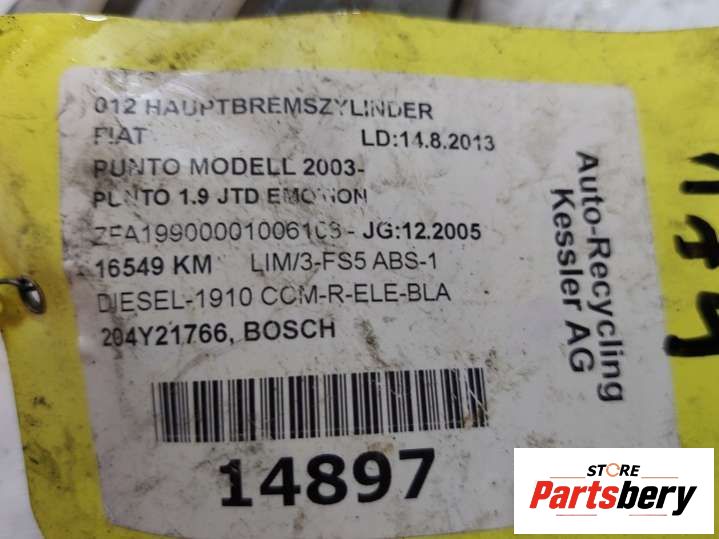 012 HAUPTBREMSZYLINDER
FIAT LD:14.8.2013
PUNTO MODELL 2003-
PUNTO 1.9 JTD EMOTION
- JG:12.2005
16549 KM LIM/3-FS5 ABS-1
DIESEL-1910 CCM-R-ELE-BLA
204Y21766, BOSCH
14897
Auto-Recycling
Kessler AG
STORE
Partsbery